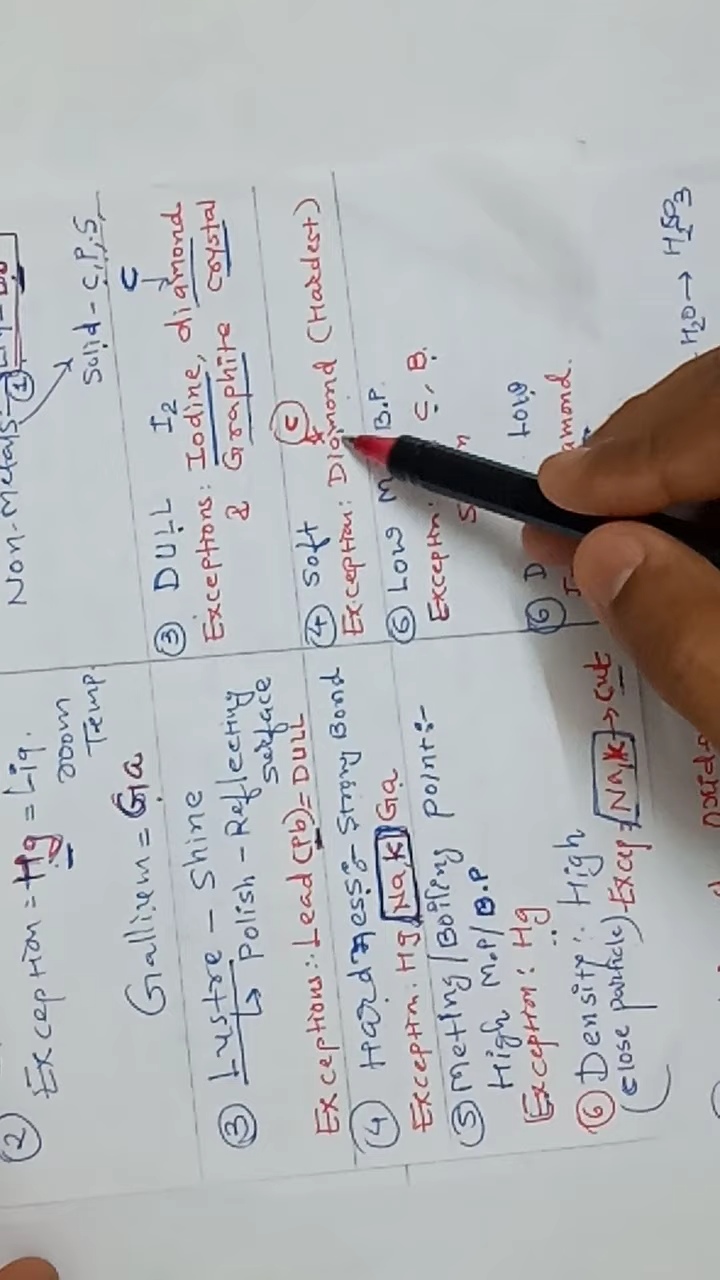 ② Exception = Hg = Liq.
room Temp.
Gallium = Ga
③ Lustre - Shine
↳ Polish - Reflecting
Surface
Exceptions: Lead (Pb) = DULL
④ Hardness - Strong Bond
Exceptn: Hg, Na, K, Ga
⑤ Melting/Boiling point:-
High M.P/B.P
Exception: Hg
⑥ Density: High
(close particle) Excep: Na, K → cut
Non-Metals
①
Solid - C, P, S,
③ DULL
I2
C
Exceptions: Iodine, diamond
& Graphite crystal
④ Soft
C
Exception: Diamond (Hardest)
⑤ Low M B.P.
Exceptn. C, B.
S
⑥ D Low
amond.
H2O → H2SO3